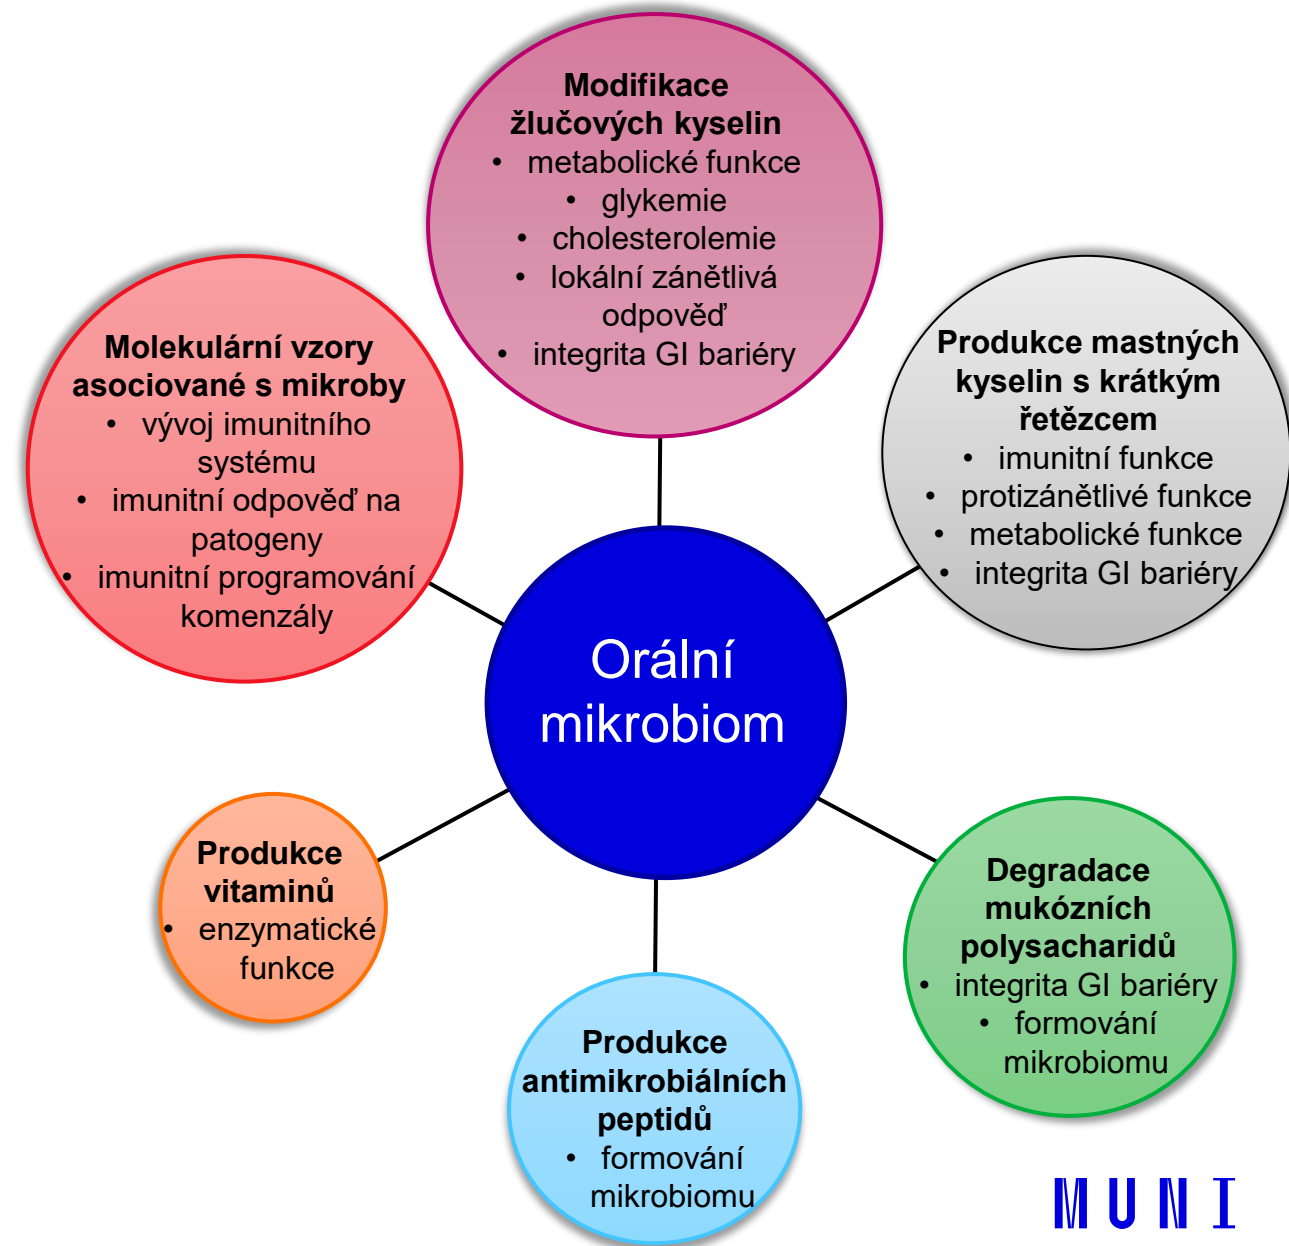 Modifikace
žlučových kyselin
• metabolické funkce
• glykemie
• cholesterolemie
• lokální zánětlivá
odpověď
• integrita GI bariéry
Molekulární vzory
asociované s mikroby
• vývoj imunitního
systému
• imunitní odpověď na
patogeny
• imunitní programování
komenzály
Produkce mastných
kyselin s krátkým
řetězcem
• imunitní funkce
• protizánětlivé funkce
• metabolické funkce
• integrita GI bariéry
Orální
mikrobiom
Produkce
vitaminů
• enzymatické
funkce
Degradace
mukózních
polysacharidů
• integrita GI bariéry
• formování
mikrobiomu
Produkce
antimikrobiálních
peptidů
• formování
mikrobiomu
MUNI